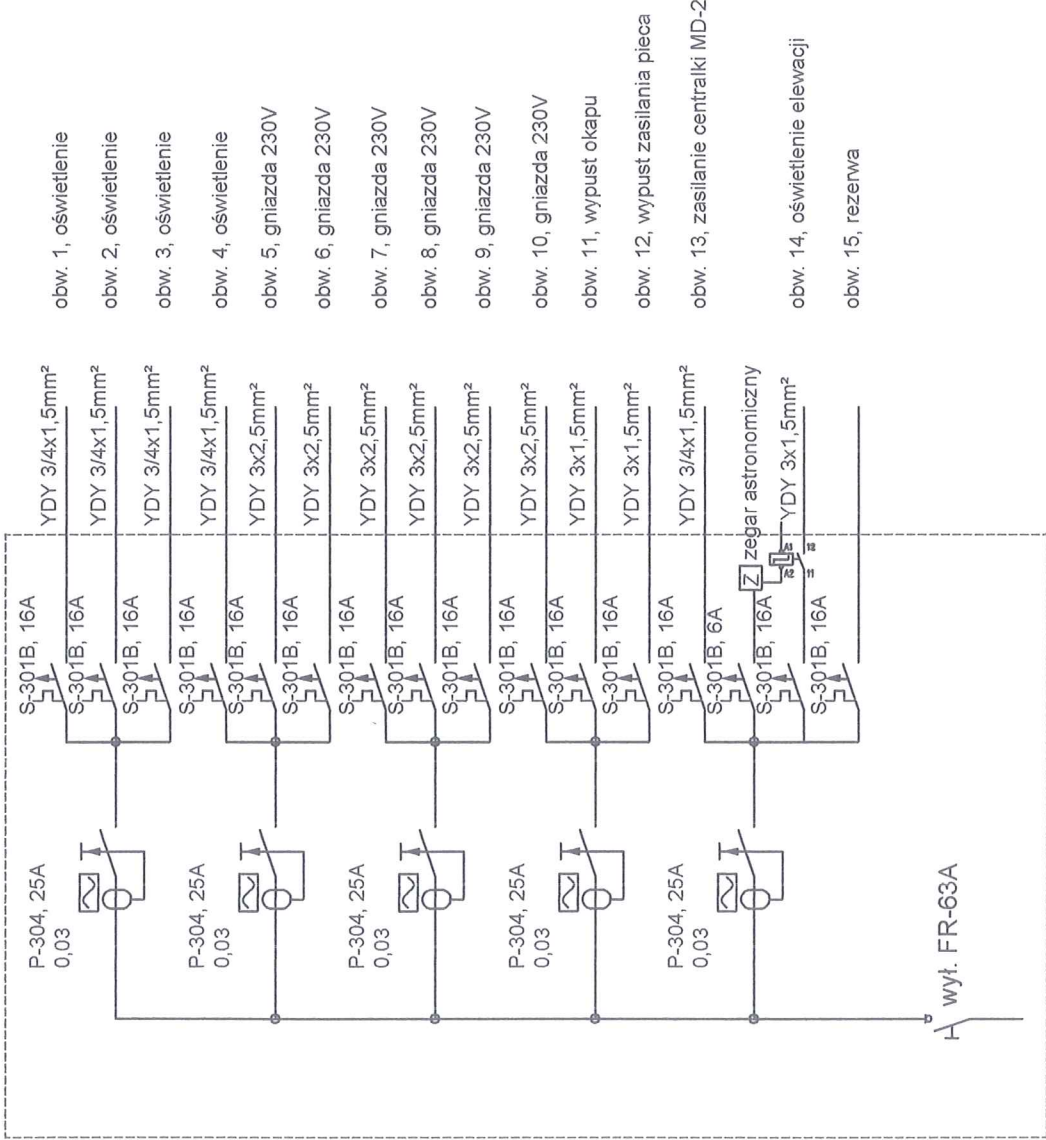 obw. 1, oświetlenie
obw. 2, oświetlenie
obw. 3, oświetlenie
obw. 4, oświetlenie
obw. 5, gniazda 230V
obw. 6, gniazda 230V
obw. 7, gniazda 230V
obw. 8, gniazda 230V
obw. 9, gniazda 230V
obw. 10, gniazda 230V
obw. 11, wypust okapu
obw. 12, wypust zasilania pieca
obw. 13, zasilanie centralki MD-2
obw. 14, oświetlenie elewacji
obw. 15, rezerwa
YDY 3/4x1,5mm²
YDY 3/4x1,5mm²
YDY 3/4x1,5mm²
YDY 3/4x1,5mm²
YDY 3x2,5mm²
YDY 3x2,5mm²
YDY 3x2,5mm²
YDY 3x2,5mm²
YDY 3x2,5mm²
YDY 3x2,5mm²
YDY 3x1,5mm²
YDY 3x1,5mm²
YDY 3/4x1,5mm²
zegar astronomiczny
YDY 3x1,5mm²
Z
A1
A2
12
11
S-301B, 16A
S-301B, 16A
S-301B, 16A
S-301B, 16A
S-301B, 16A
S-301B, 16A
S-301B, 16A
S-301B, 16A
S-301B, 16A
S-301B, 16A
S-301B, 16A
S-301B, 16A
S-301B, 16A
S-301B, 6A
S-301B, 16A
S-301B, 16A
P-304, 25A
0,03
P-304, 25A
0,03
P-304, 25A
0,03
P-304, 25A
0,03
P-304, 25A
0,03
wył. FR-63A